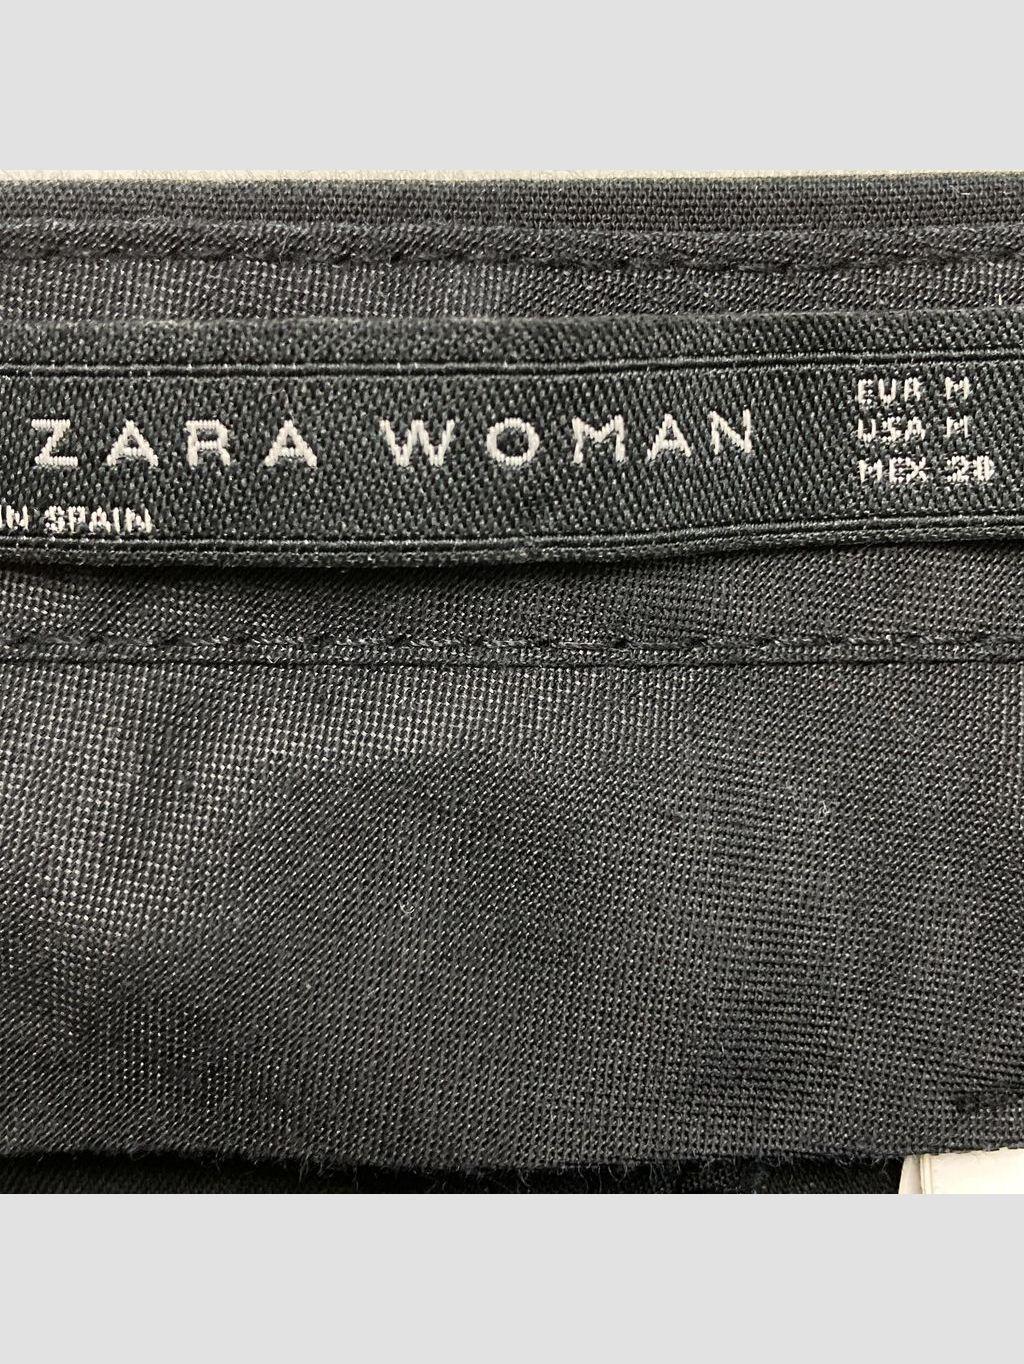 ZARA WOMAN
EUR M
USA M
MEX 28
IN SPAIN